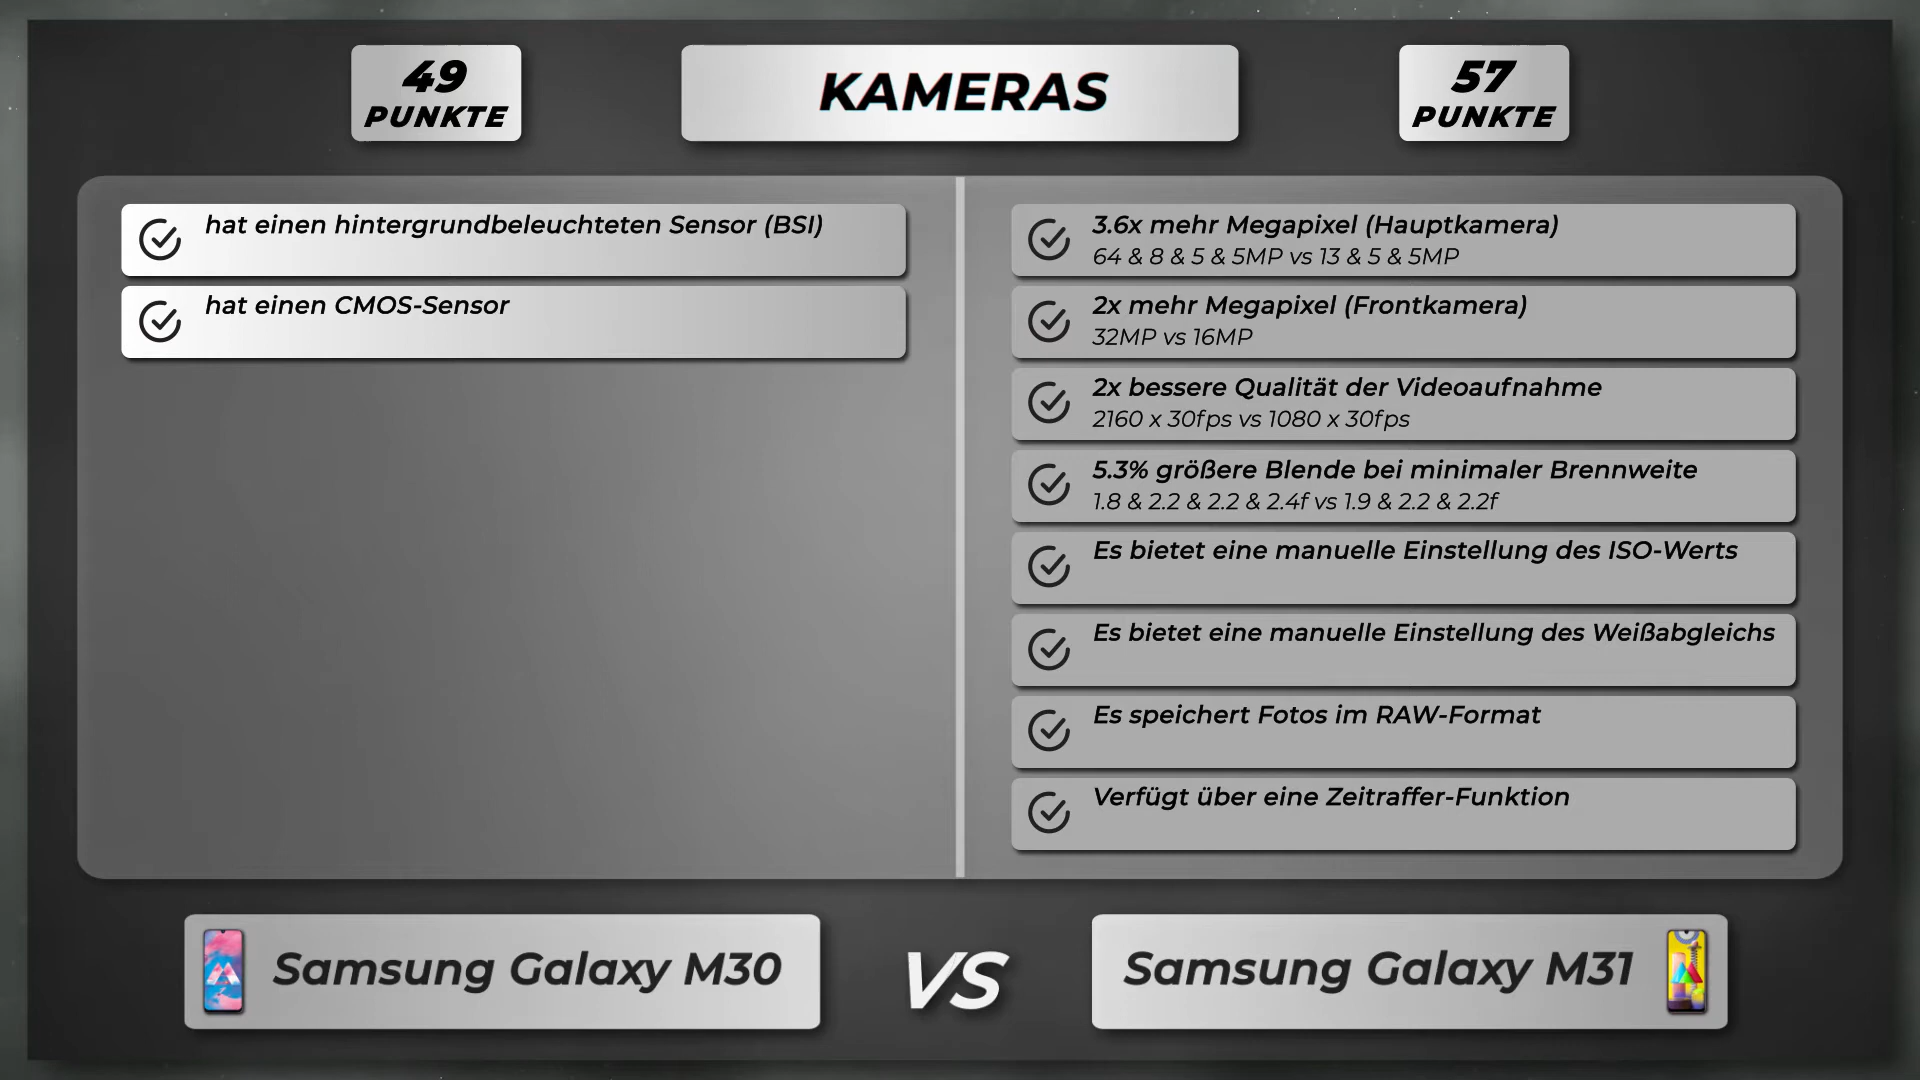 49
PUNKTE
KAMERAS
57
PUNKTE
hat einen hintergrundbeleuchteten Sensor (BSI)
hat einen CMOS-Sensor
3.6x mehr Megapixel (Hauptkamera)
64 & 8 & 5 & 5MP vs 13 & 5 & 5MP
2x mehr Megapixel (Frontkamera)
32MP vs 16MP
2x bessere Qualität der Videoaufnahme
2160 x 30fps vs 1080 x 30fps
5.3% größere Blende bei minimaler Brennweite
1.8 & 2.2 & 2.2 & 2.4f vs 1.9 & 2.2 & 2.2f
Es bietet eine manuelle Einstellung des ISO-Werts
Es bietet eine manuelle Einstellung des Weißabgleichs
Es speichert Fotos im RAW-Format
Verfügt über eine Zeitraffer-Funktion
Samsung Galaxy M30
VS
Samsung Galaxy M31